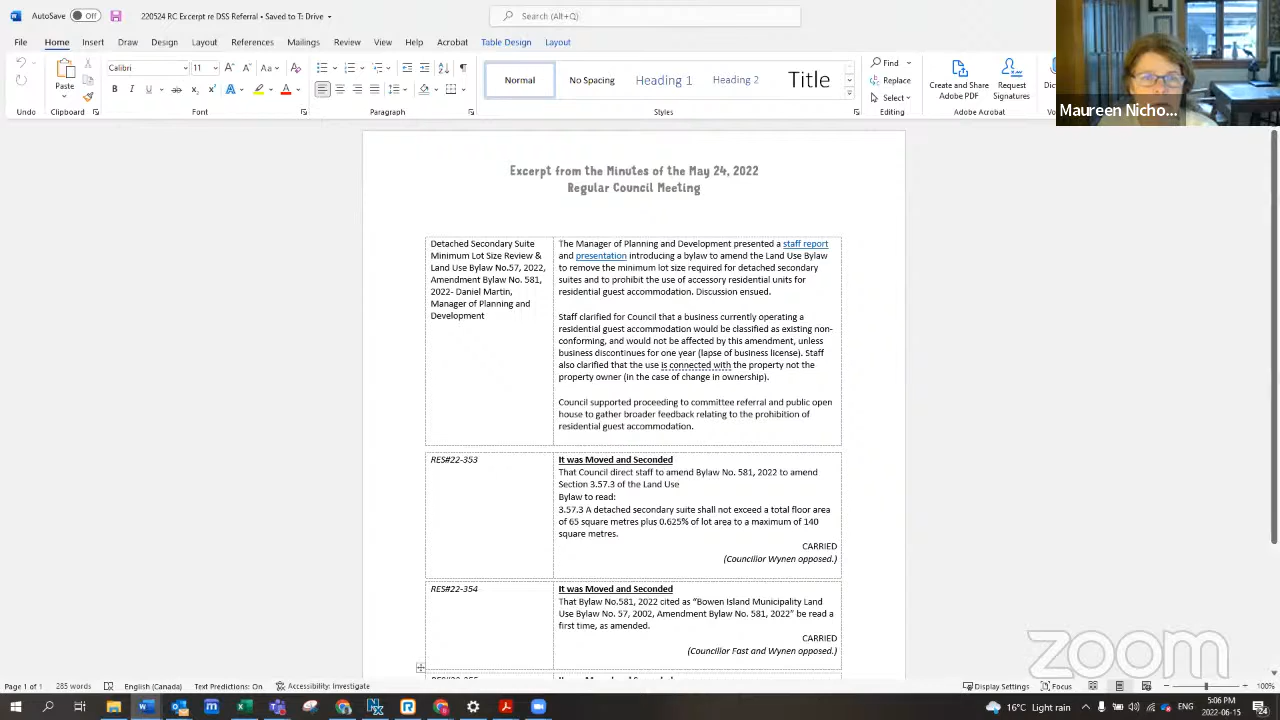 AutoSave Off 220524 RC Excerpt re DSS Referral • Saved to T: Drive Search (Alt+Q)
File Home Insert Draw Design Layout References Mailings Review View Help Acrobat Table Design Layout
Calibri 11
Paste
Normal No Spacing Heading 1 Heading 2 Title
Find
Replace
Select
Create and Share Adobe PDF
Request Signatures
Undo Clipboard Font Paragraph Styles Editing Adobe Acrobat
Maureen Nicho...
Excerpt from the Minutes of the May 24, 2022
Regular Council Meeting
Detached Secondary Suite
Minimum Lot Size Review &
Land Use Bylaw No.57, 2022,
Amendment Bylaw No. 581,
2022- Daniel Martin,
Manager of Planning and
Development
The Manager of Planning and Development presented a staff report
and presentation introducing a bylaw to amend the Land Use Bylaw
to remove the minimum lot size required for detached secondary
suites and to prohibit the use of accessory residential units for
residential guest accommodation. Discussion ensued.
Staff clarified for Council that a business currently operating a
residential guest accommodation would be classified as existing non-
conforming, and would not be affected by this amendment, unless
business discontinues for one year (lapse of business license). Staff
also clarified that the use is connected with the property not the
property owner (in the case of change in ownership).
Council supported proceeding to committee referral and public open
house to gather broader feedback relating to the prohibition of
residential guest accommodation.
RES#22-353
It was Moved and Seconded
That Council direct staff to amend Bylaw No. 581, 2022 to amend
Section 3.57.3 of the Land Use
Bylaw to read:
3.57.3 A detached secondary suite shall not exceed a total floor area
of 65 square metres plus 0.625% of lot area to a maximum of 140
square metres.
CARRIED
(Councillor Wynen opposed.)
RES#22-354
It was Moved and Seconded
That Bylaw No.581, 2022 cited as “Bowen Island Municipality Land
Use Bylaw No. 57, 2002, Amendment Bylaw No. 581, 2022” be read a
first time, as amended.
CARRIED
(Councillor Fast and Wynen opposed.)
zoom
Page 1 of 1 285 words English (Canada) Text Predictions: On Accessibility: Investigate Display Settings Focus 100%
16°C Light rain ENG 5:06 PM
2022-06-15 24